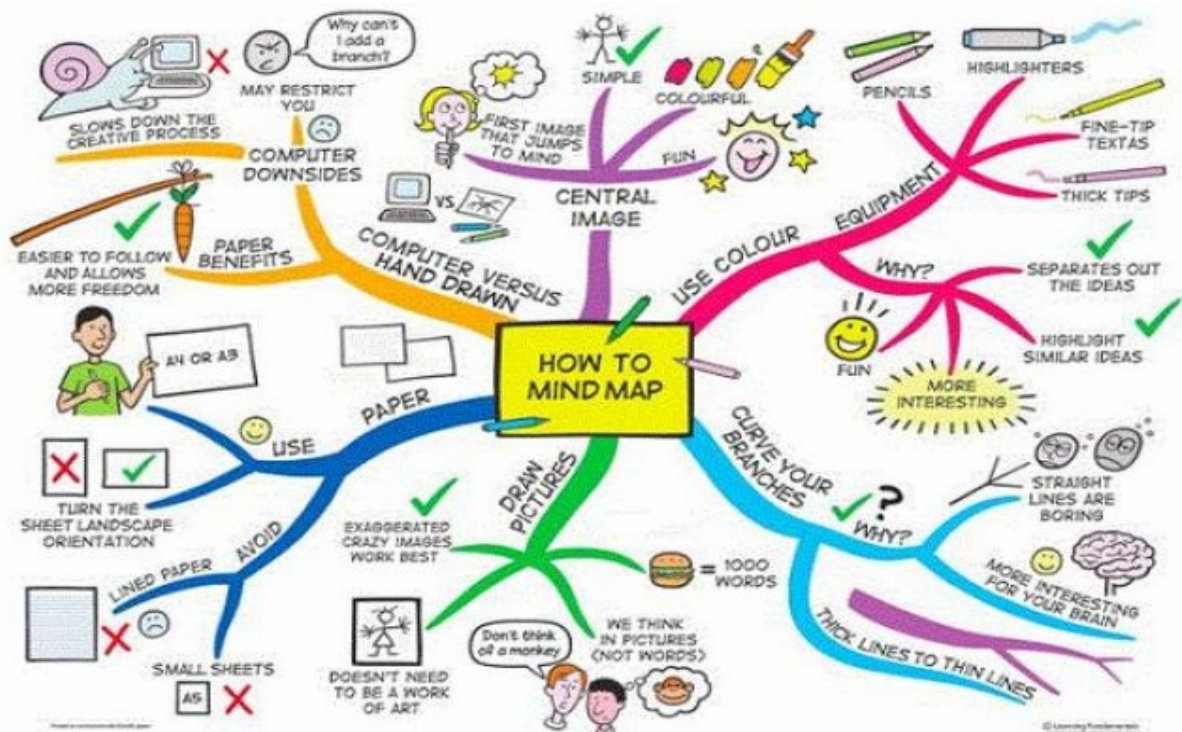 HOW TO
MIND MAP
CENTRAL
IMAGE
FIRST IMAGE
THAT JUMPS
TO MIND
SIMPLE
COLOURFUL
FUN
USE COLOUR
EQUIPMENT
PENCILS
HIGHLIGHTERS
FINE-TIP
TEXTAS
THICK TIPS
WHY?
SEPARATES OUT
THE IDEAS
HIGHLIGHT
SIMILAR IDEAS
MORE
INTERESTING
FUN
CURVE YOUR
BRANCHES
?
WHY?
STRAIGHT
LINES ARE
BORING
MORE INTERESTING
FOR YOUR BRAIN
THICK LINES TO THIN LINES
DRAW
PICTURES
= 1000
WORDS
WE THINK
IN PICTURES
(NOT WORDS)
Don't think
of a monkey
DOESN'T NEED
TO BE A WORK
OF ART
EXAGGERATED
CRAZY IMAGES
WORK BEST
PAPER
USE
A4 OR A3
TURN THE
SHEET LANDSCAPE
ORIENTATION
AVOID
LINED PAPER
SMALL SHEETS
A5
COMPUTER VERSUS
HAND DRAWN
VS
PAPER
BENEFITS
EASIER TO FOLLOW
AND ALLOWS
MORE FREEDOM
COMPUTER
DOWNSIDES
SLOWS DOWN THE
CREATIVE PROCESS
MAY RESTRICT
YOU
Why can't
I add a
branch?
(C) Learning Fundamentals